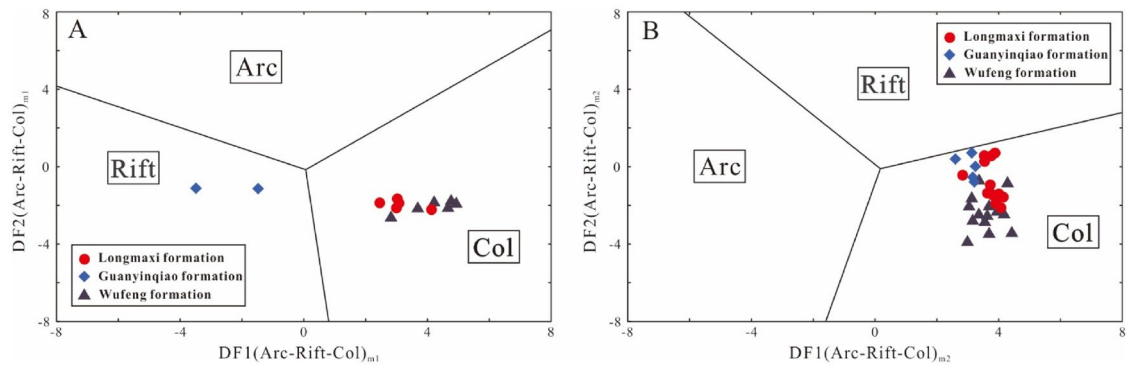 A
Arc
Rift
Col
Longmaxi formation
Guanyinqiao formation
Wufeng formation
8
4
0
-4
-8
-8
-4
0
4
8
DF2(Arc-Rift-Col)m1
DF1(Arc-Rift-Col)m1
B
Longmaxi formation
Guanyinqiao formation
Wufeng formation
Rift
Arc
Col
8
4
0
-4
-8
-8
-4
0
4
8
DF2(Arc-Rift-Col)m2
DF1(Arc-Rift-Col)m2